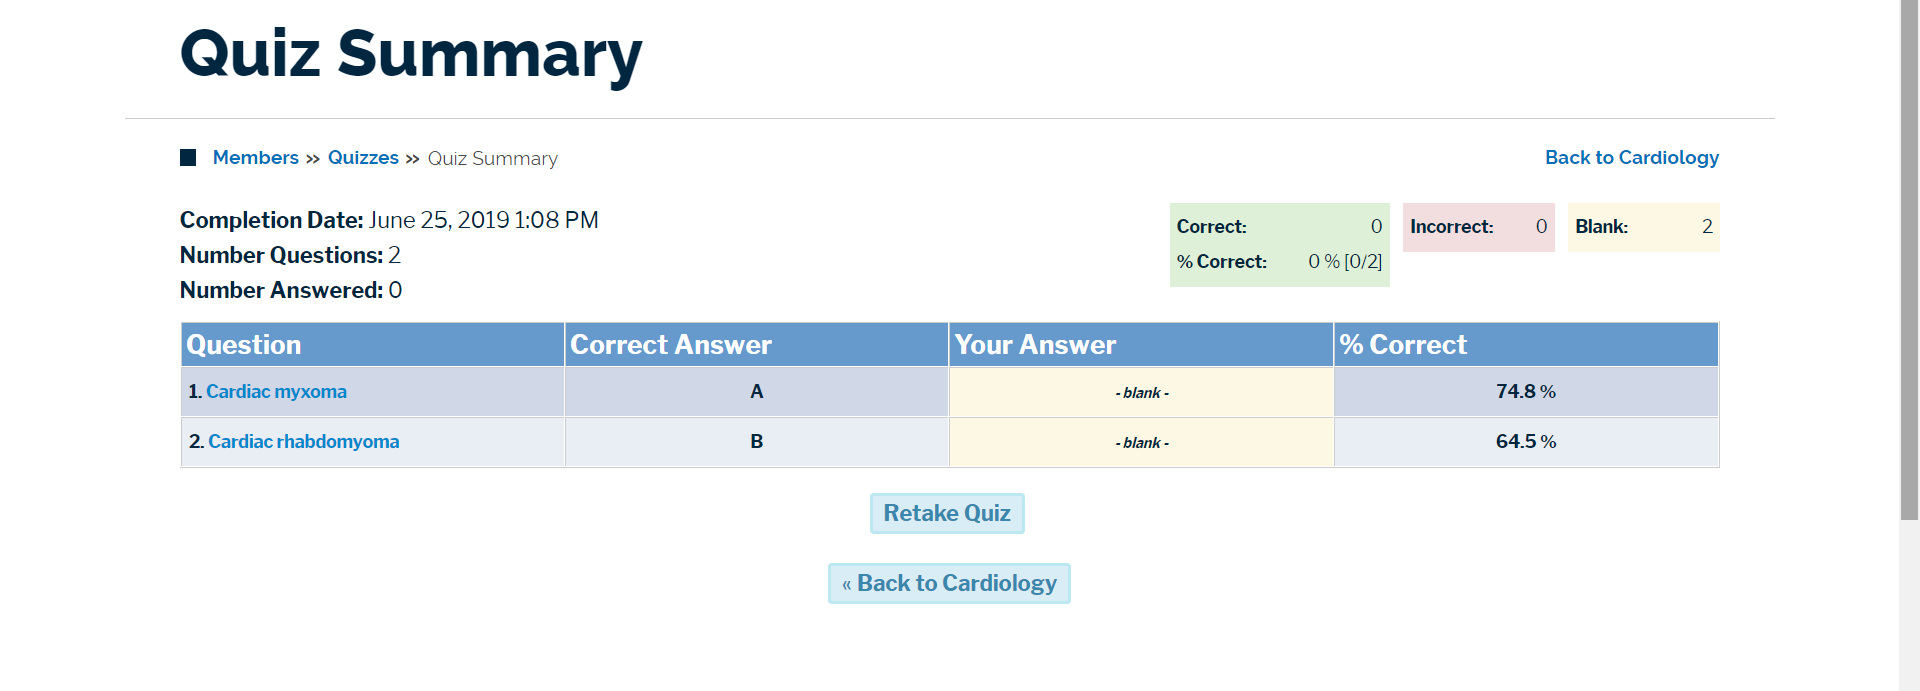 Quiz Summary
Members » Quizzes » Quiz Summary
Back to Cardiology
Completion Date: June 25, 2019 1:08 PM
Number Questions: 2
Number Answered: 0
Correct: 0
% Correct: 0 % [0/2]
Incorrect: 0
Blank: 2
Question Correct Answer Your Answer % Correct
1. Cardiac myxoma A - blank - 74.8 %
2. Cardiac rhabdomyoma B - blank - 64.5 %
Retake Quiz
« Back to Cardiology